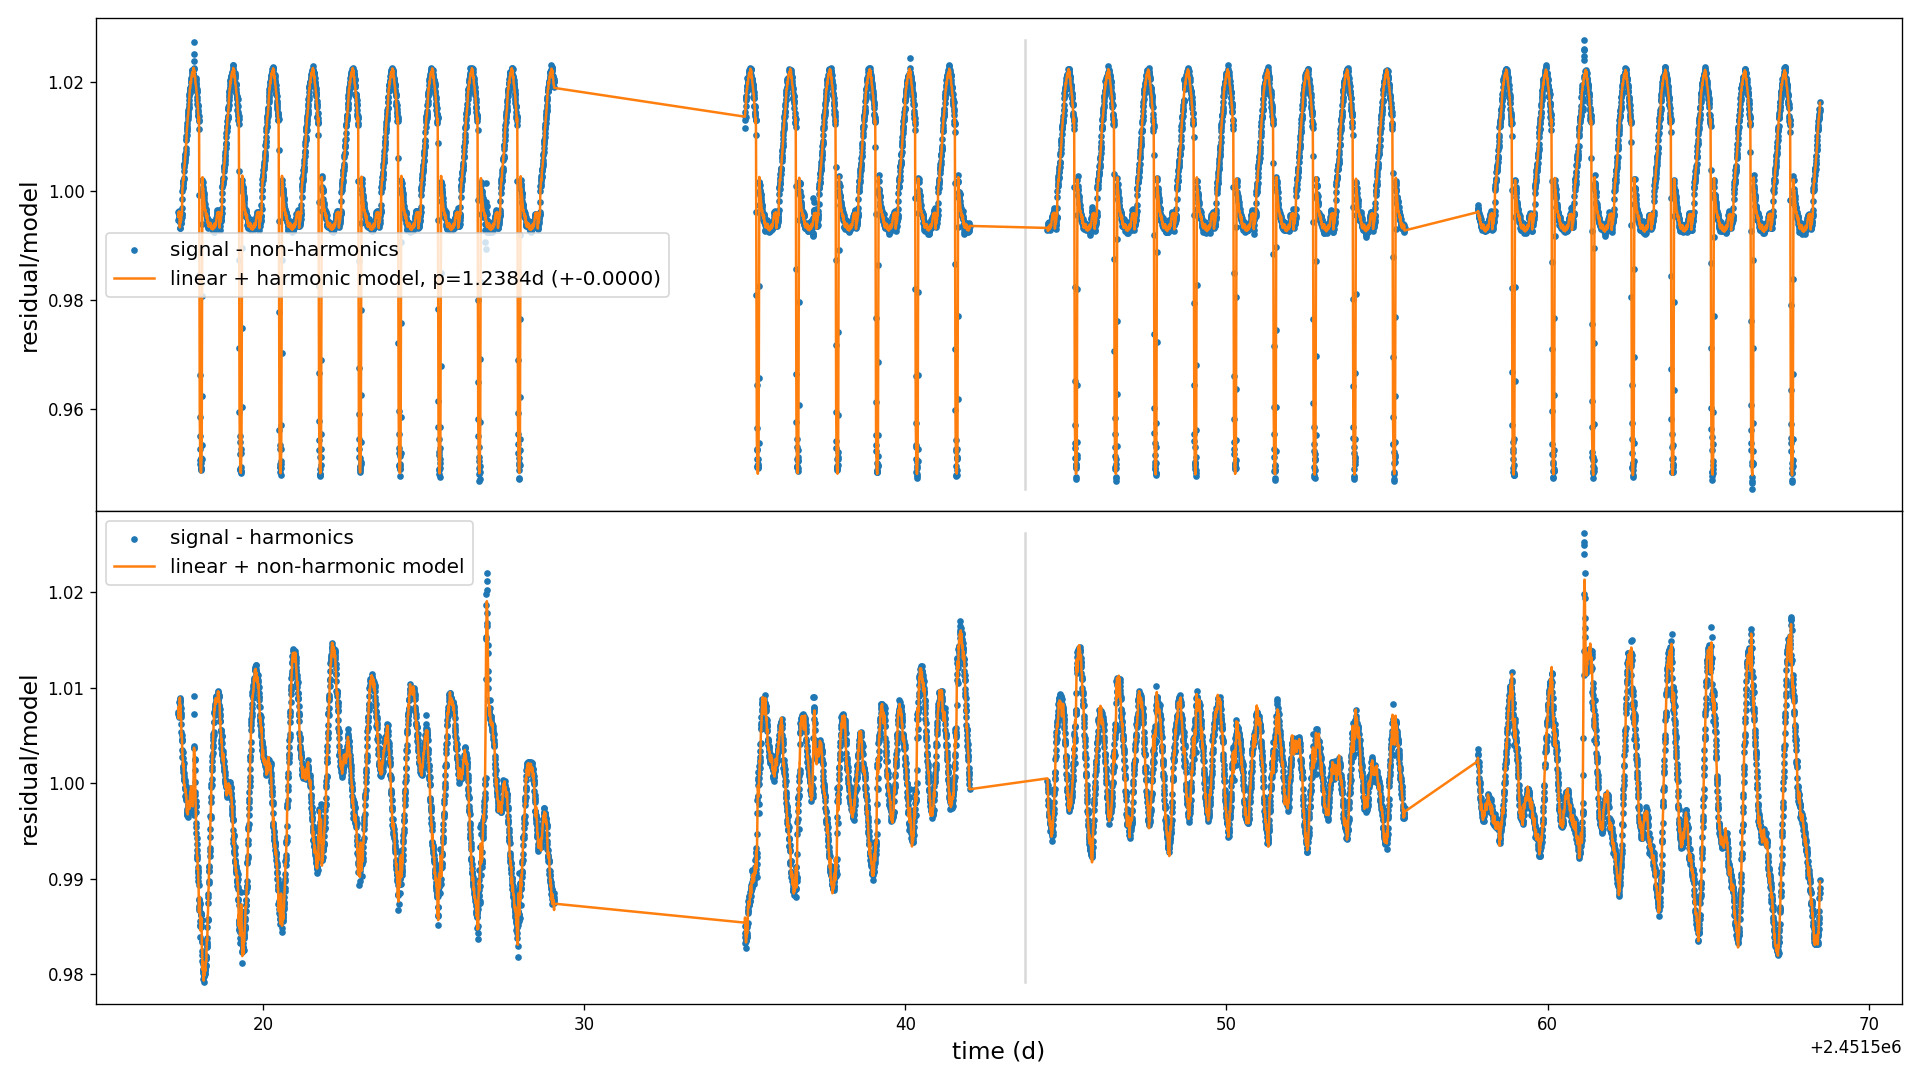 1.02
1.00
0.98
0.96
residual/model
signal - non-harmonics
linear + harmonic model, p=1.2384d (+-0.0000)
1.02
1.01
1.00
0.99
0.98
residual/model
signal - harmonics
linear + non-harmonic model
20 30 40 50 60 70
time (d)
+2.4515e6